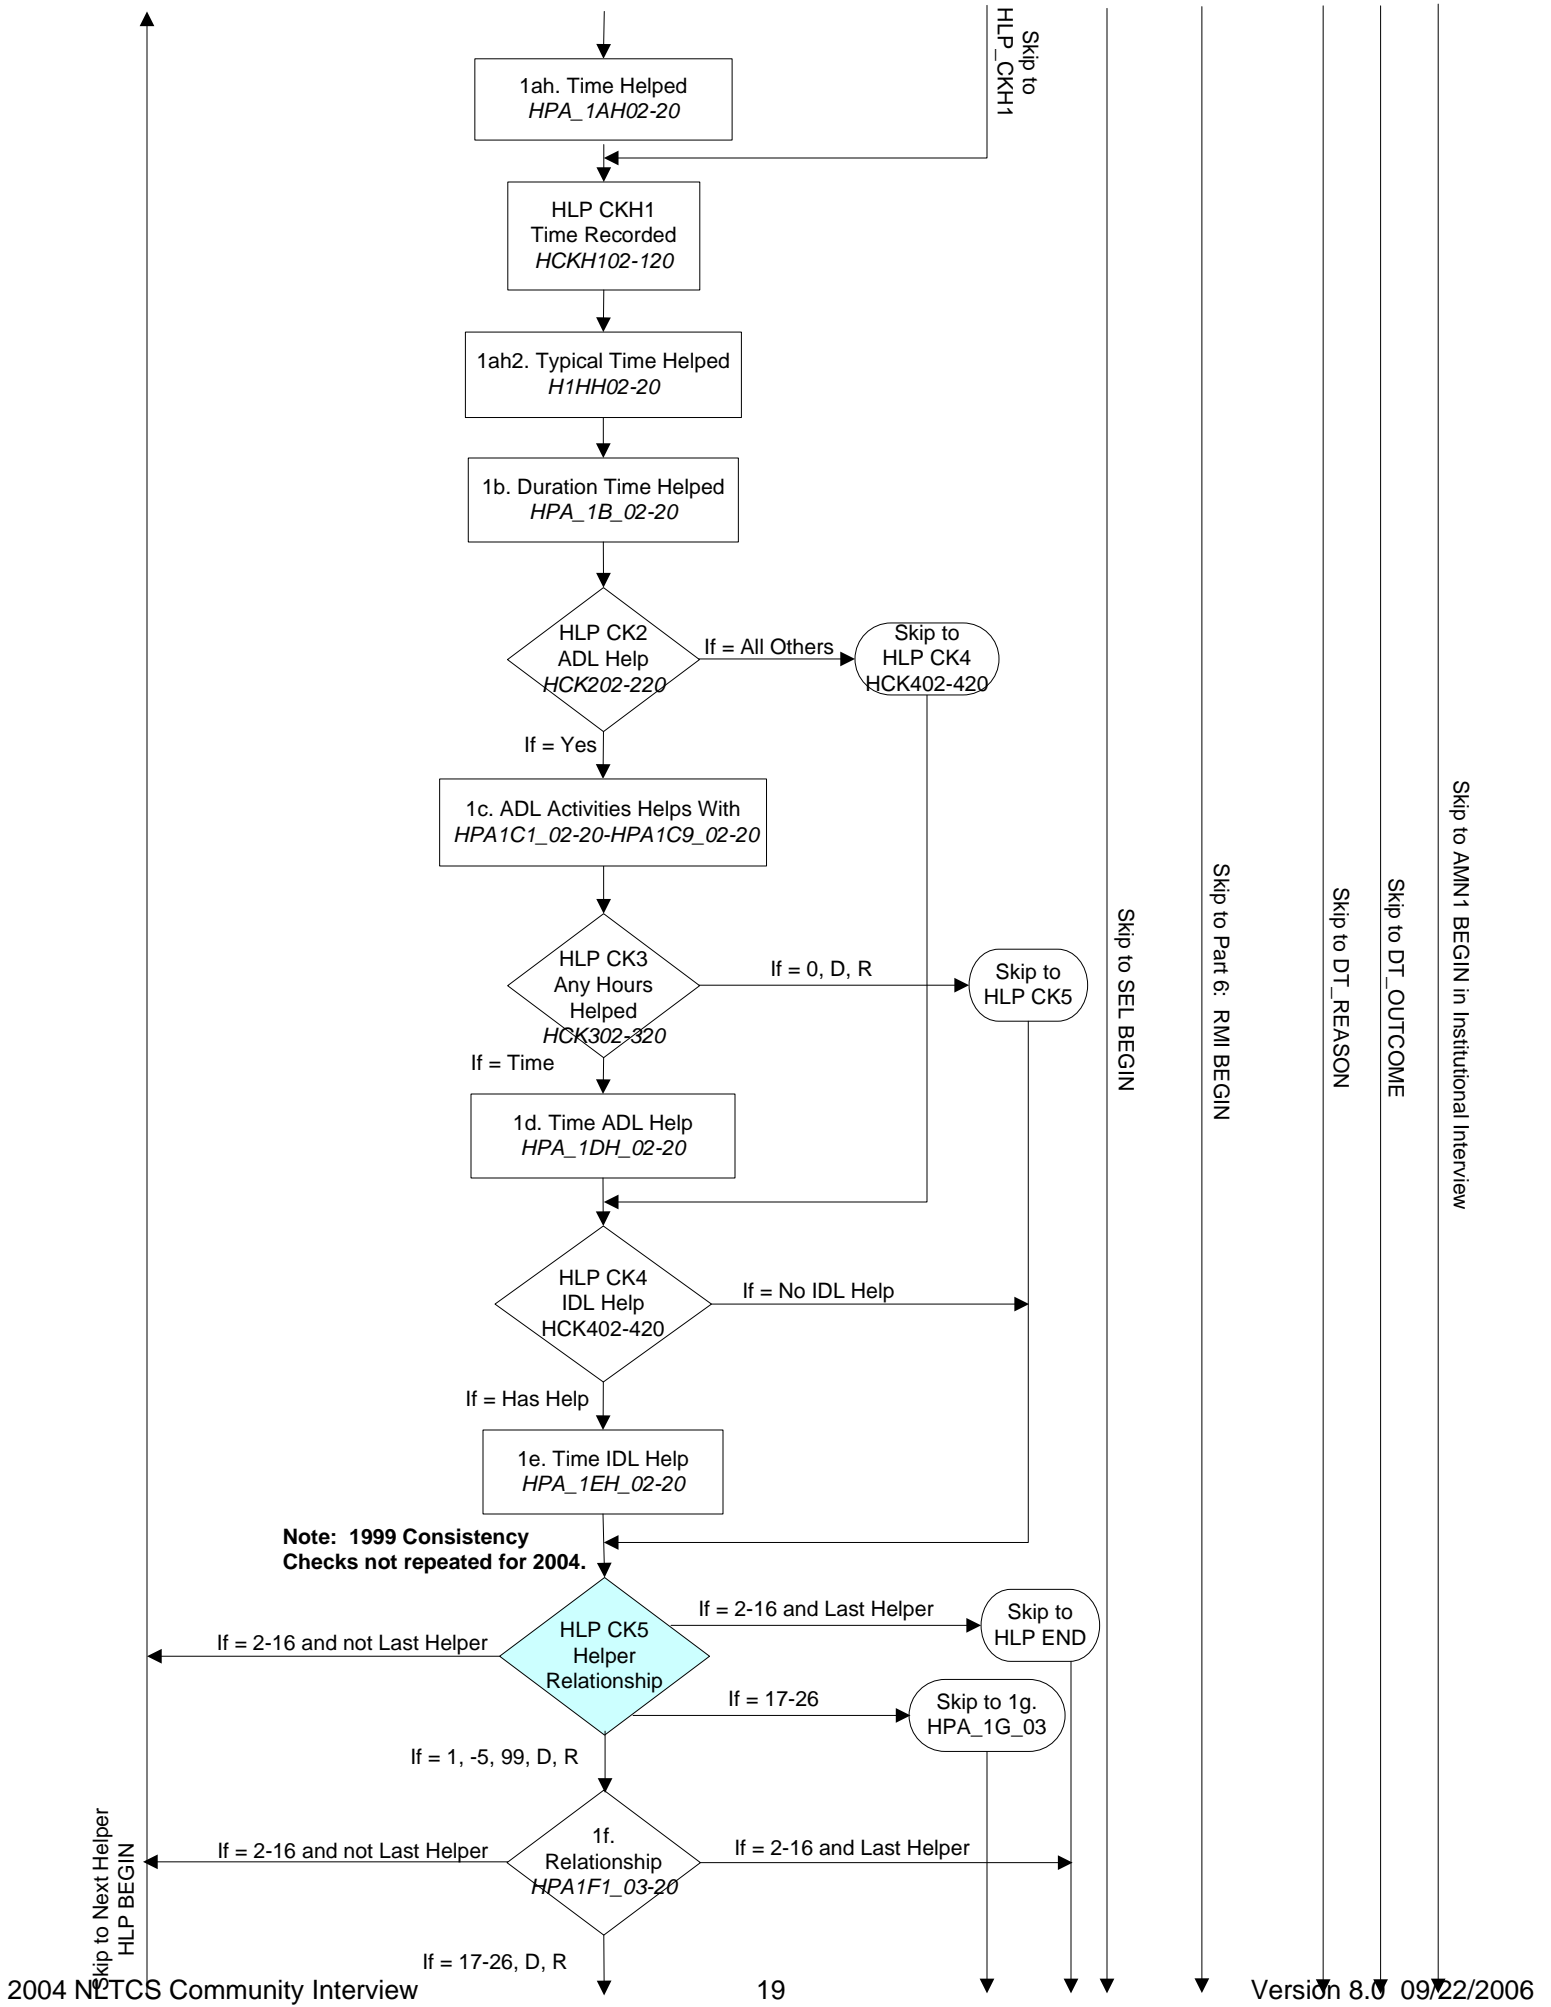 Skip to
HLP_CKH1
1ah. Time Helped
HPA_1AH02-20
HLP CKH1
Time Recorded
HCKH102-120
1ah2. Typical Time Helped
H1HH02-20
1b. Duration Time Helped
HPA_1B_02-20
HLP CK2
ADL Help
HCK202-220
If = All Others
Skip to
HLP CK4
HCK402-420
If = Yes
1c. ADL Activities Helps With
HPA1C1_02-20-HPA1C9_02-20
HLP CK3
Any Hours
Helped
HCK302-320
If = 0, D, R
Skip to
HLP CK5
If = Time
1d. Time ADL Help
HPA_1DH_02-20
HLP CK4
IDL Help
HCK402-420
If = No IDL Help
If = Has Help
1e. Time IDL Help
HPA_1EH_02-20
Note:  1999 Consistency
Checks not repeated for 2004.
HLP CK5
Helper
Relationship
If = 2-16 and Last Helper
Skip to
HLP END
If = 2-16 and not Last Helper
If = 17-26
Skip to 1g.
HPA_1G_03
If = 1, -5, 99, D, R
1f.
Relationship
HPA1F1_03-20
If = 2-16 and not Last Helper
If = 2-16 and Last Helper
If = 17-26, D, R
Skip to Next Helper
HLP BEGIN
Skip to SEL BEGIN
Skip to Part 6:  RMI BEGIN
Skip to DT_REASON
Skip to DT_OUTCOME
Skip to AMN1 BEGIN in Institutional Interview
2004 NLTCS Community Interview
19
Version 8.0  09/22/2006